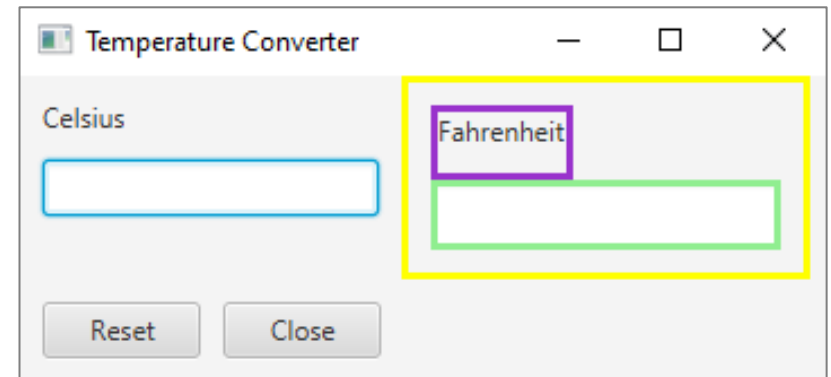 Temperature Converter
Celsius
Fahrenheit
Reset
Close